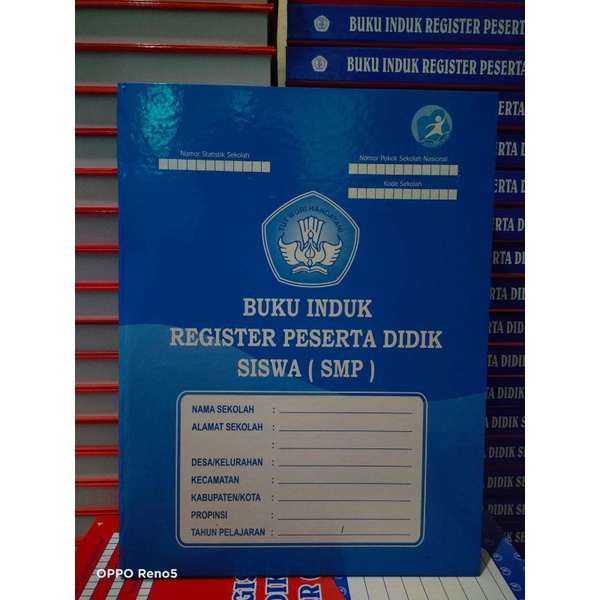 BUKU INDUK REGISTER PESERT
BUKU INDUK REGISTER PESERTA
Nomor Statistik Sekolah
Nomor Pokok Sekolah Nasional
Kode Sekolah
TUT WURI HANDAYANI
BUKU INDUK
REGISTER PESERTA DIDIK
SISWA ( SMP )
NAMA SEKOLAH :
ALAMAT SEKOLAH :
:
DESA/KELURAHAN :
KECAMATAN :
KABUPATEN/KOTA :
PROPINSI :
TAHUN PELAJARAN : /
OPPO Reno5